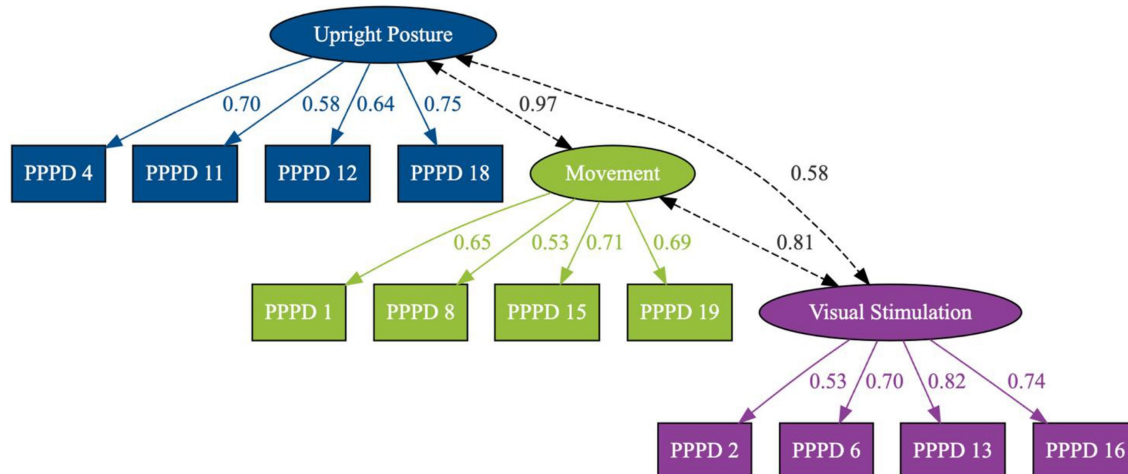 Upright Posture
0.70 0.58 0.64 0.75 0.97
PPPD 4 PPPD 11 PPPD 12 PPPD 18 Movement 0.58
0.65 0.53 0.71 0.69 0.81
PPPD 1 PPPD 8 PPPD 15 PPPD 19 Visual Stimulation
0.53 0.70 0.82 0.74
PPPD 2 PPPD 6 PPPD 13 PPPD 16